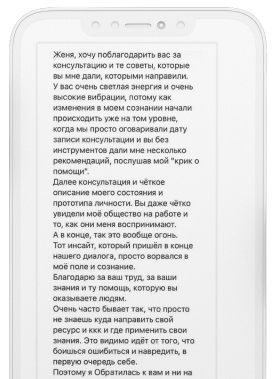 Женя, хочу поблагодарить вас за
консультацию и те советы, которые
вы мне дали, которыми направили.
У вас очень светлая энергия и очень
высокие вибрации, потому как
изменения в моем сознании начали
происходить уже на том уровне,
когда мы просто оговаривали дату
записи консультации и вы без
инструментов дали мне несколько
рекомендаций, послушав мой "крик о
помощи".
Далее консультация и чёткое
описание моего состояния и
прототипа личности. Вы даже чётко
увидели моё общество на работе и
то, как они меня воспринимают.
А в конце, так это вообще огонь.
Тот инсайт, который пришёл в конце
нашего диалога, просто ворвался в
моё поле и сознание.
Благодарю за ваш труд, за ваши
знания и ту помощь, которую вы
оказываете людям.
Очень часто бывает так, что просто
не знаешь куда направить свой
ресурс и ккк и где применить свои
знания. Это видимо идёт от того, что
боишься ошибиться и навредить, в
первую очередь себе.
Поэтому я Обратилась к вам и ни на